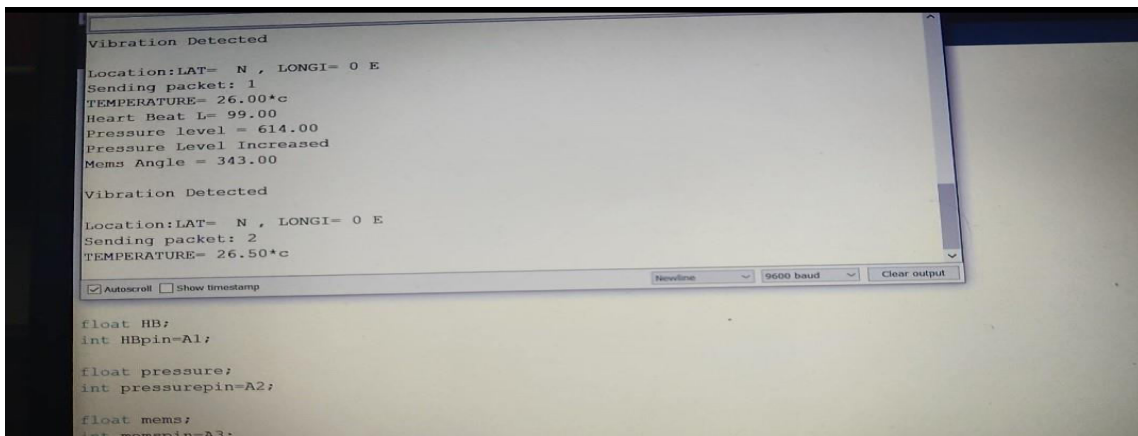 Vibration Detected
Location:LAT=  N , LONGI= 0 E
Sending packet: 1
TEMPERATURE= 26.00*c
Heart Beat L= 99.00
Pressure level = 614.00
Pressure Level Increased
Mems Angle = 343.00
Vibration Detected
Location:LAT=  N , LONGI= 0 E
Sending packet: 2
TEMPERATURE= 26.50*c
Autoscroll Show timestamp Newline 9600 baud Clear output
float HB;
int HBpin=A1;
float pressure;
int pressurepin=A2;
float mems;
int memspin=A3;